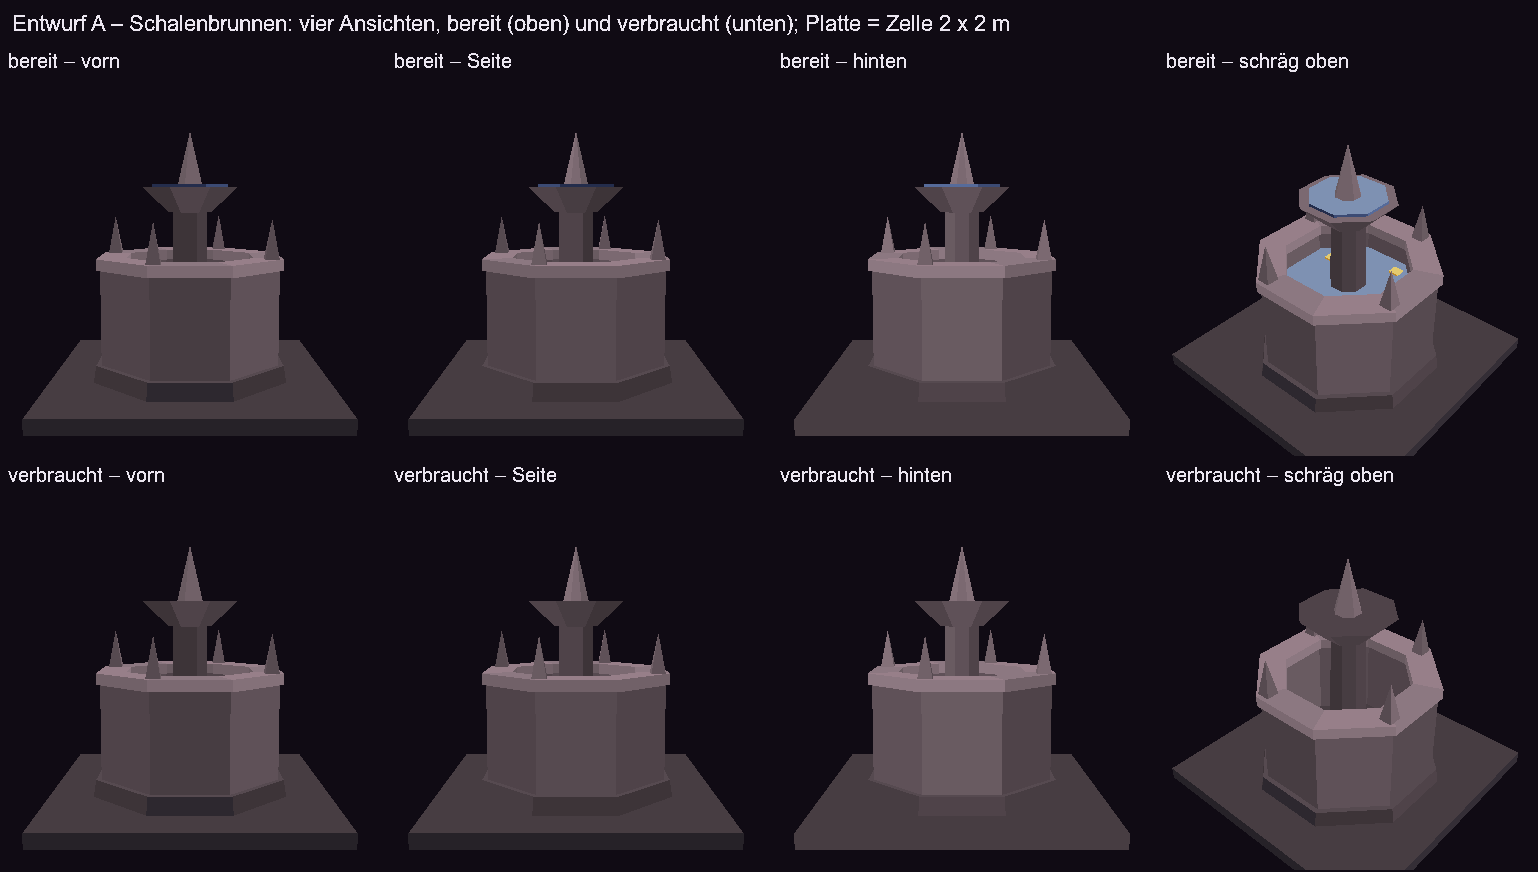 Entwurf A – Schalenbrunnen: vier Ansichten, bereit (oben) und verbraucht (unten); Platte = Zelle 2 x 2 m
bereit – vorn
bereit – Seite
bereit – hinten
bereit – schräg oben
verbraucht – vorn
verbraucht – Seite
verbraucht – hinten
verbraucht – schräg oben